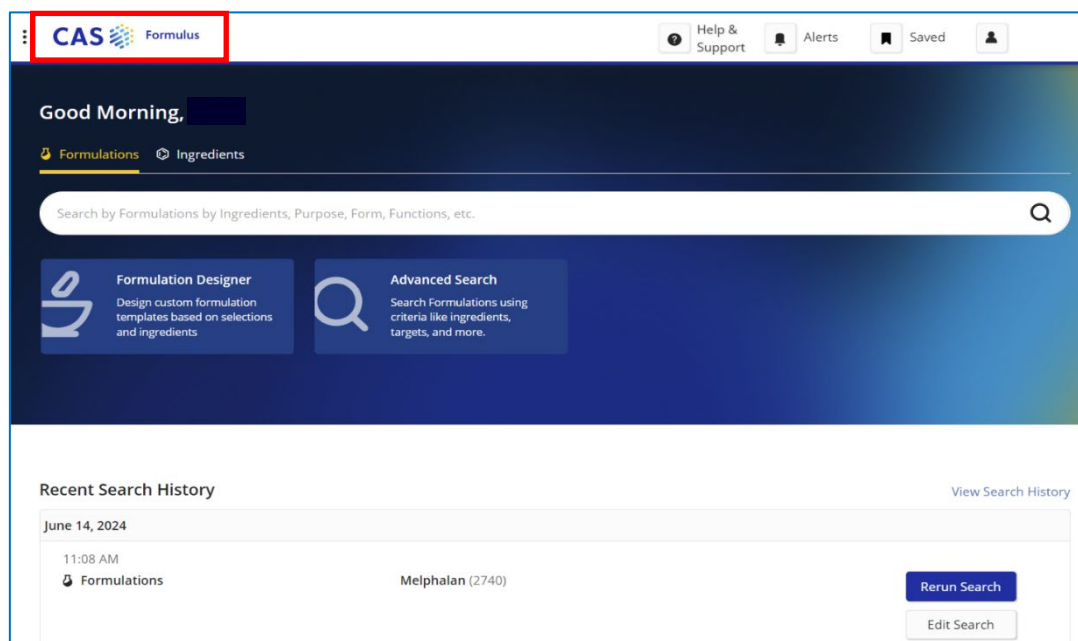 CAS Formulus
Help &
Support
Alerts
Saved
Good Morning,
Formulations
Ingredients
Search by Formulations by Ingredients, Purpose, Form, Functions, etc.
Formulation Designer
Design custom formulation
templates based on selections
and ingredients
Advanced Search
Search Formulations using
criteria like ingredients,
targets, and more.
Recent Search History
View Search History
June 14, 2024
11:08 AM
Formulations
Melphalan (2740)
Rerun Search
Edit Search